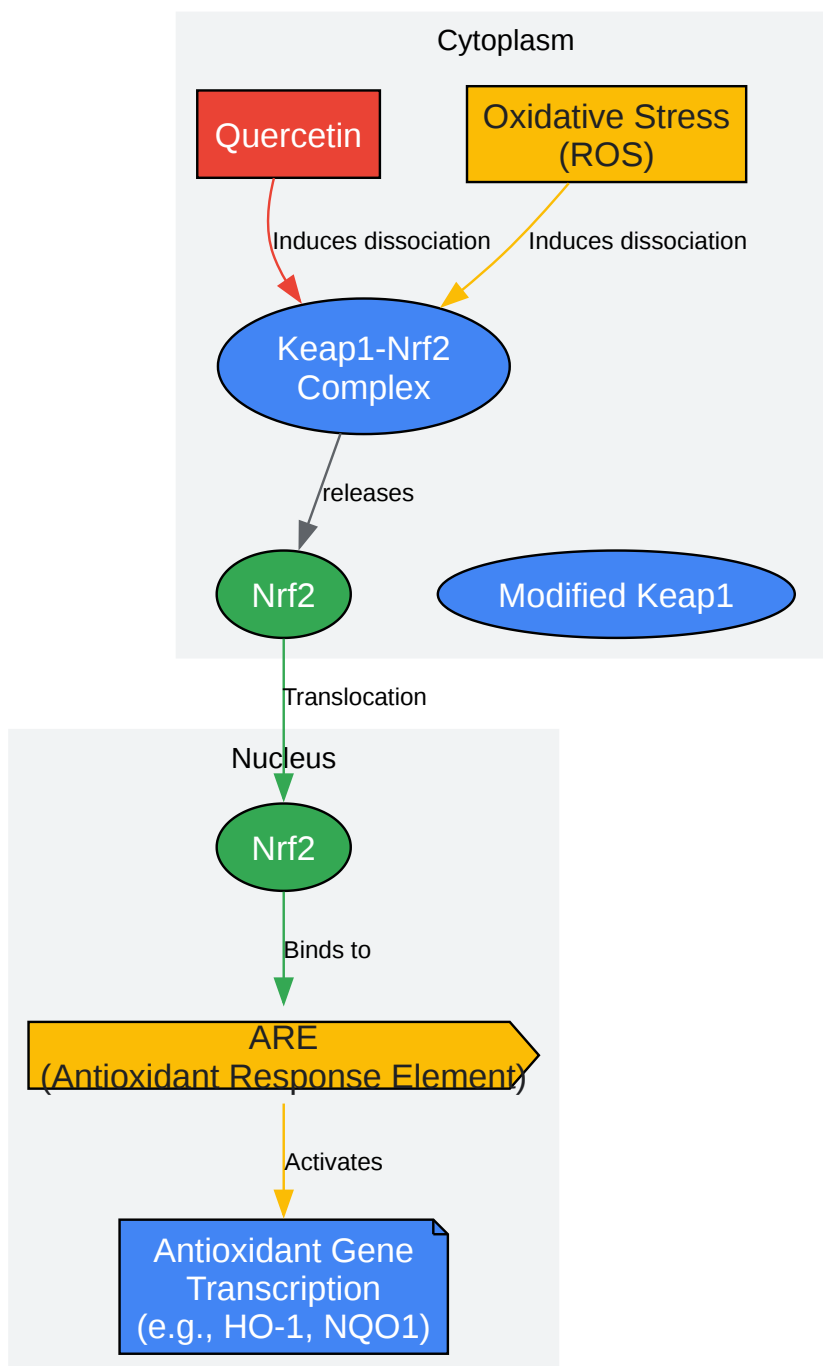 Cytoplasm
Quercetin
Oxidative Stress
(ROS)
Induces dissociation
Induces dissociation
Keap1-Nrf2
Complex
releases
Nrf2
Modified Keap1
Translocation
Nucleus
Nrf2
Binds to
ARE
(Antioxidant Response Element)
Activates
Antioxidant Gene
Transcription
(e.g., HO-1, NQO1)